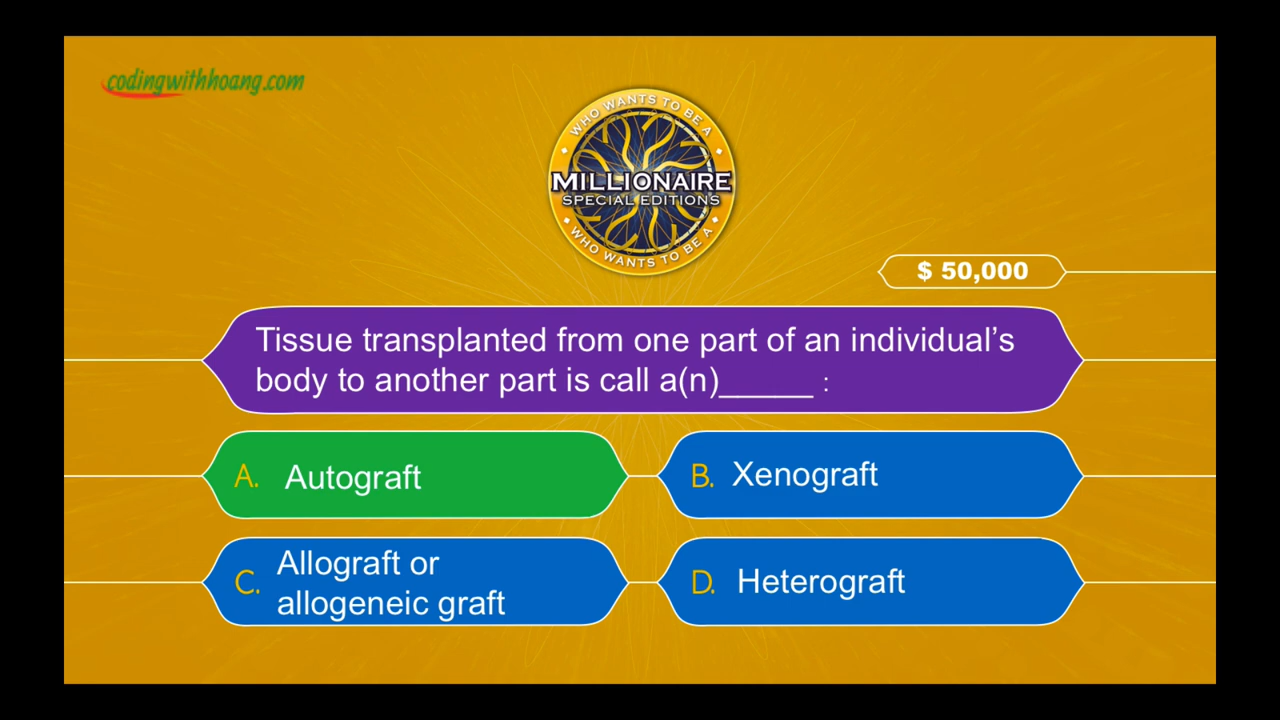 codingwithhoang.com
WHO WANTS TO BE A
MILLIONAIRE
SPECIAL EDITIONS
WHO WANTS TO BE A
$ 50,000
Tissue transplanted from one part of an individual’s
body to another part is call a(n)_____ :
A. Autograft
B. Xenograft
C. Allograft or
allogeneic graft
D. Heterograft